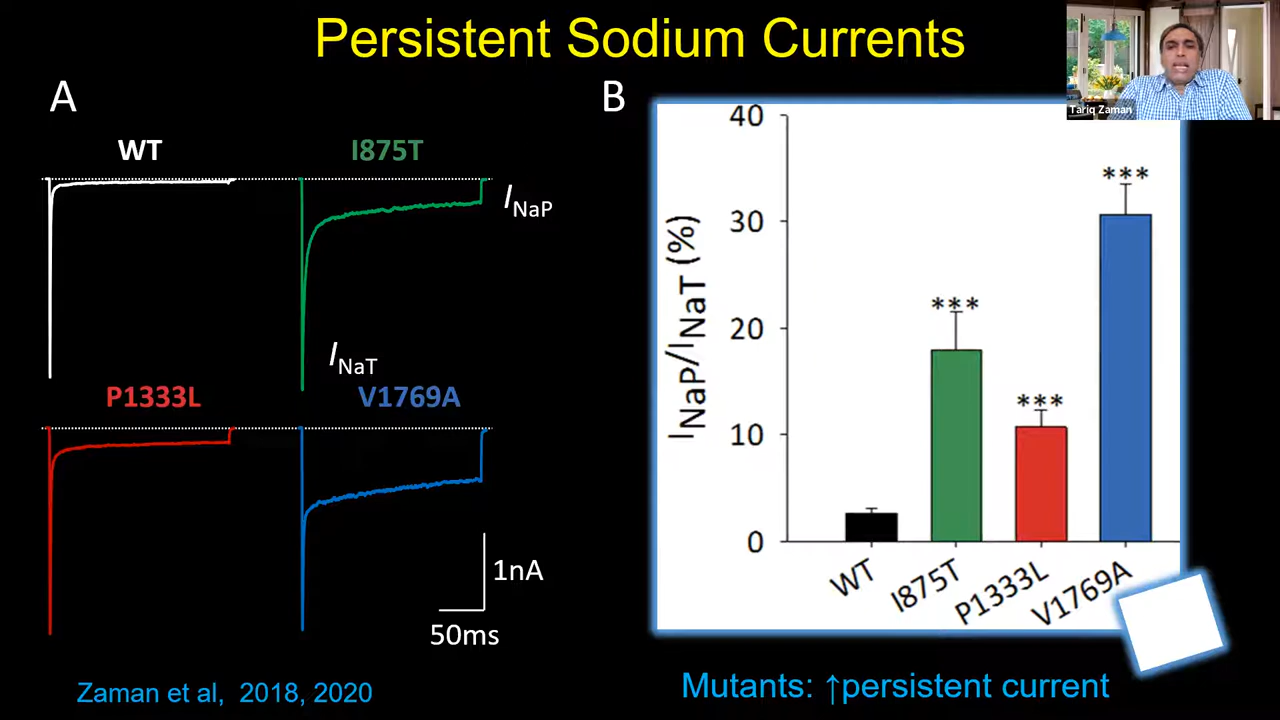 Persistent Sodium Currents
Tariq Zaman
A
WT
I875T
INaP
INaT
P1333L
V1769A
1nA
50ms
Zaman et al, 2018, 2020
B
INaP/INaT (%)
40
30
20
10
0
***
***
***
WT
I875T
P1333L
V1769A
Mutants: ↑persistent current